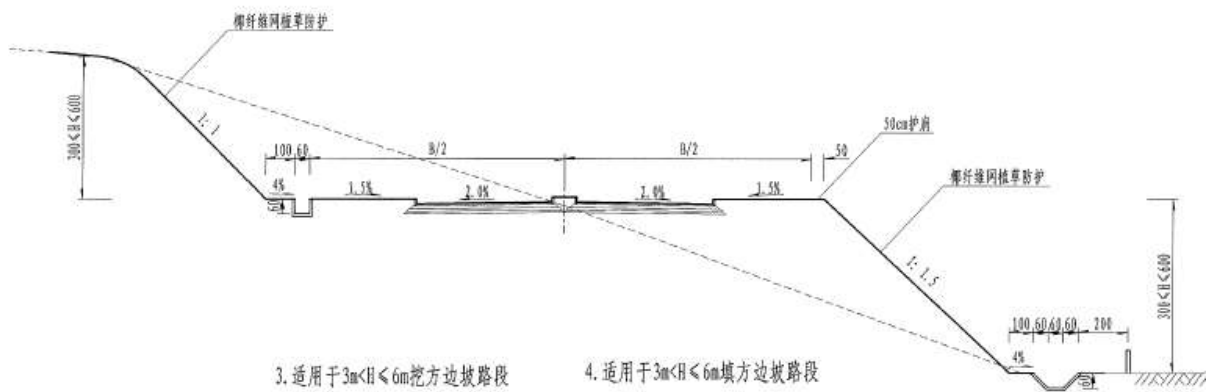 椰纤维网植草防护
300<H≤600
1:1
100 60
B/2
B/2
50
50cm护肩
椰纤维网植草防护
4%
60
1.5%
2.0%
2.0%
1.5%
1:1.5
300<H≤600
100 60 60 60 200
4%
60
3.适用于3m<H≤6m挖方边坡路段
4.适用于3m<H≤6m填方边坡路段